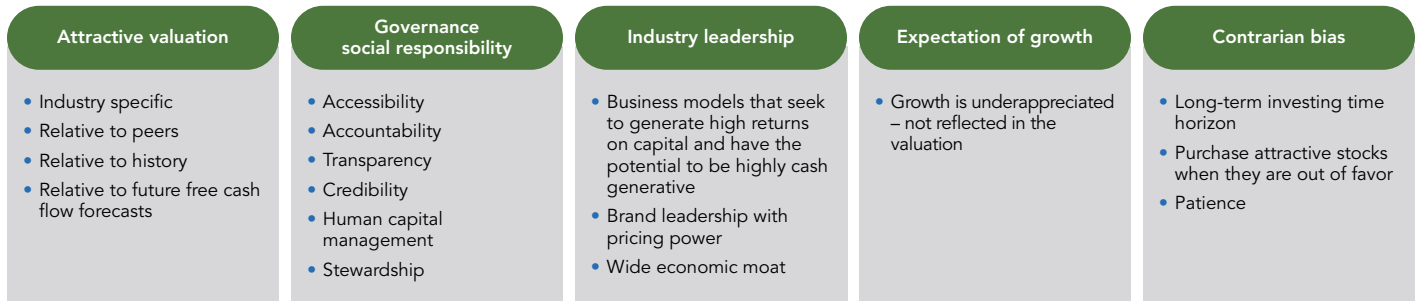 Attractive valuation
• Industry specific
• Relative to peers
• Relative to history
• Relative to future free cash
flow forecasts
Governance
social responsibility
• Accessibility
• Accountability
• Transparency
• Credibility
• Human capital
management
• Stewardship
Industry leadership
• Business models that seek
to generate high returns
on capital and have the
potential to be highly cash
generative
• Brand leadership with
pricing power
• Wide economic moat
Expectation of growth
• Growth is underappreciated
– not reflected in the
valuation
Contrarian bias
• Long-term investing time
horizon
• Purchase attractive stocks
when they are out of favor
• Patience